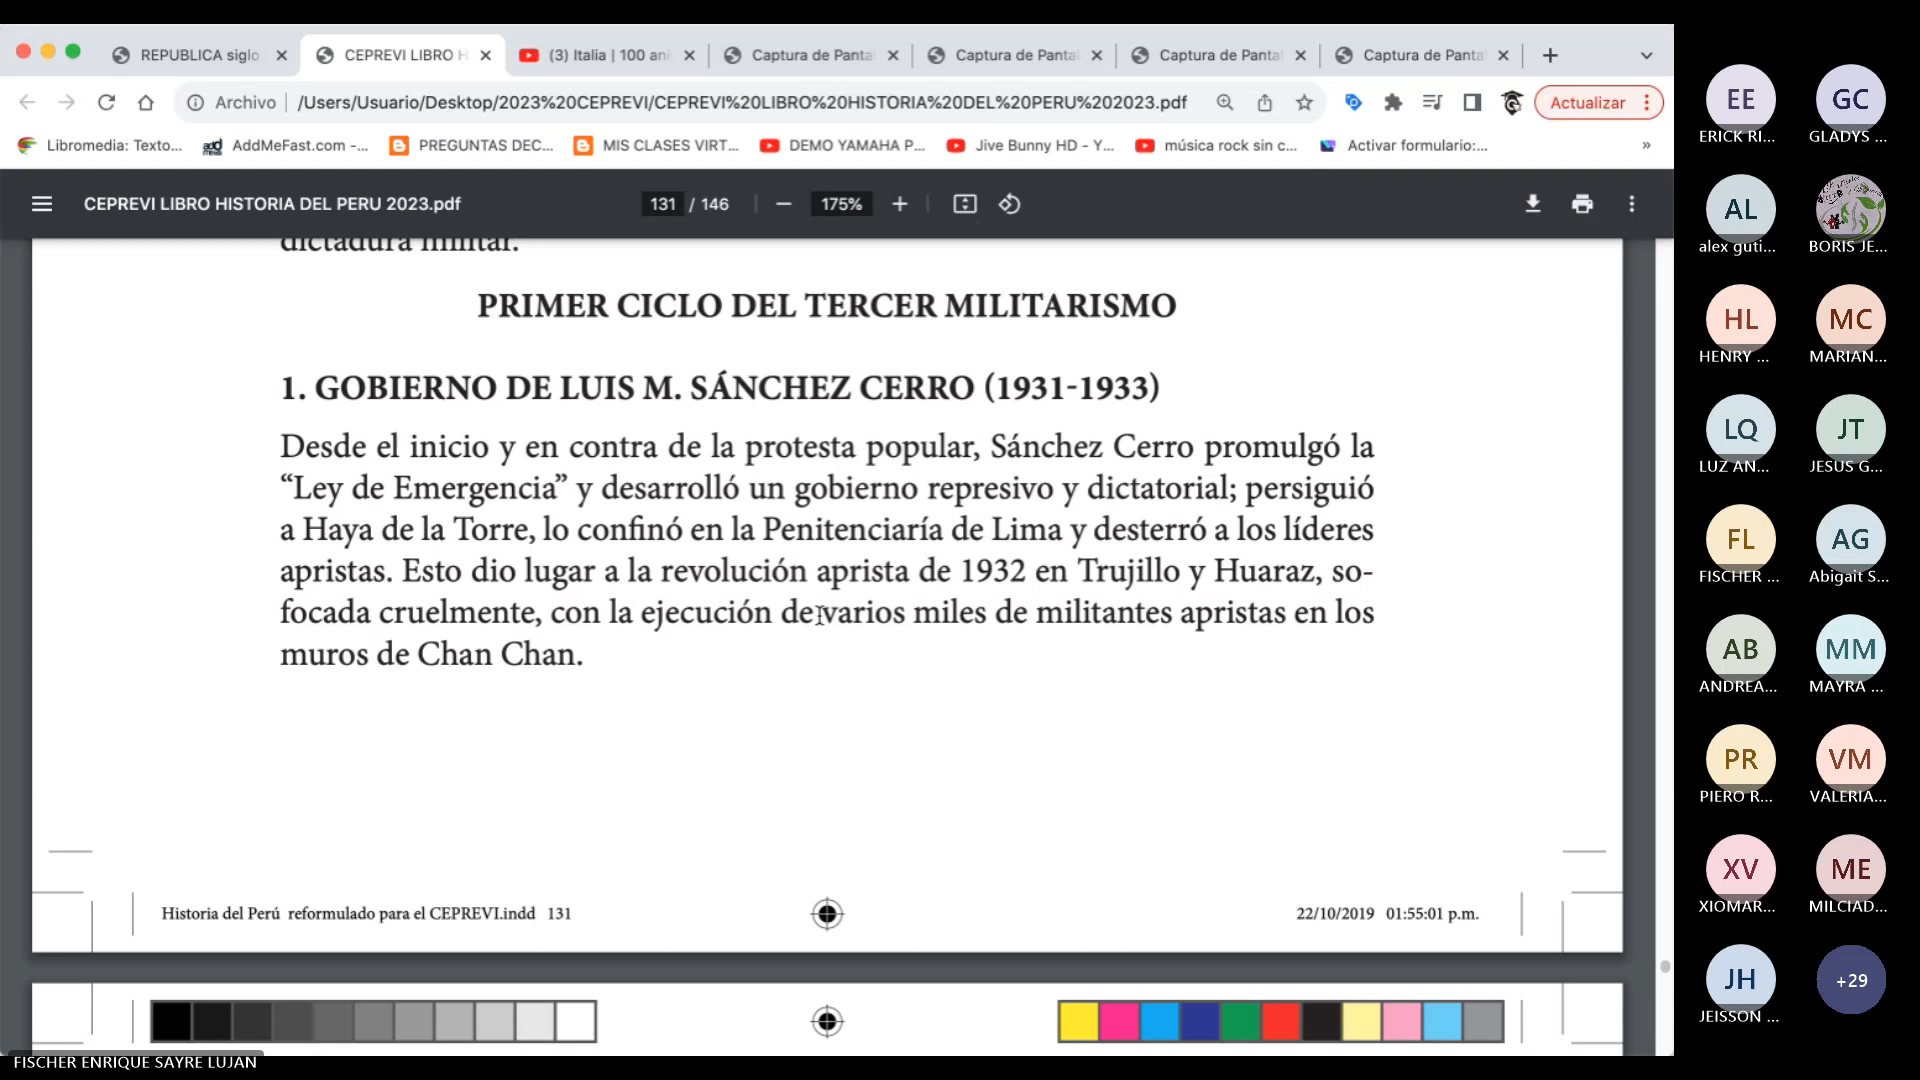 REPUBLICA siglo
CEPREVI LIBRO H
(3) Italia | 100 ani
Captura de Panta
Captura de Panta
Captura de Panta
Captura de Panta
Archivo
/Users/Usuario/Desktop/2023%20CEPREVI/CEPREVI%20LIBRO%20HISTORIA%20DEL%20PERU%202023.pdf
Actualizar
Libromedia: Texto...
AddMeFast.com -...
PREGUNTAS DEC...
MIS CLASES VIRT...
DEMO YAMAHA P...
Jive Bunny HD - Y...
música rock sin c...
Activar formulario:...
»
CEPREVI LIBRO HISTORIA DEL PERU 2023.pdf
131 / 146
175%
dictadura militar.
PRIMER CICLO DEL TERCER MILITARISMO
1. GOBIERNO DE LUIS M. SÁNCHEZ CERRO (1931-1933)
Desde el inicio y en contra de la protesta popular, Sánchez Cerro promulgó la
“Ley de Emergencia” y desarrolló un gobierno represivo y dictatorial; persiguió
a Haya de la Torre, lo confinó en la Penitenciaría de Lima y desterró a los líderes
apristas. Esto dio lugar a la revolución aprista de 1932 en Trujillo y Huaraz, so-
focada cruelmente, con la ejecución de varios miles de militantes apristas en los
muros de Chan Chan.
Historia del Perú reformulado para el CEPREVI.indd 131
22/10/2019 01:55:01 p.m.
FISCHER ENRIQUE SAYRE LUJAN
EE
ERICK RI...
GC
GLADYS ...
AL
alex guti...
BORIS JE...
HL
HENRY ...
MC
MARIAN...
LQ
LUZ AN...
JT
JESUS G...
FL
FISCHER ...
AG
Abigait S...
AB
ANDREA...
MM
MAYRA ...
PR
PIERO R...
VM
VALERIA...
XV
XIOMAR...
ME
MILCIAD...
JH
JEISSON ...
+29